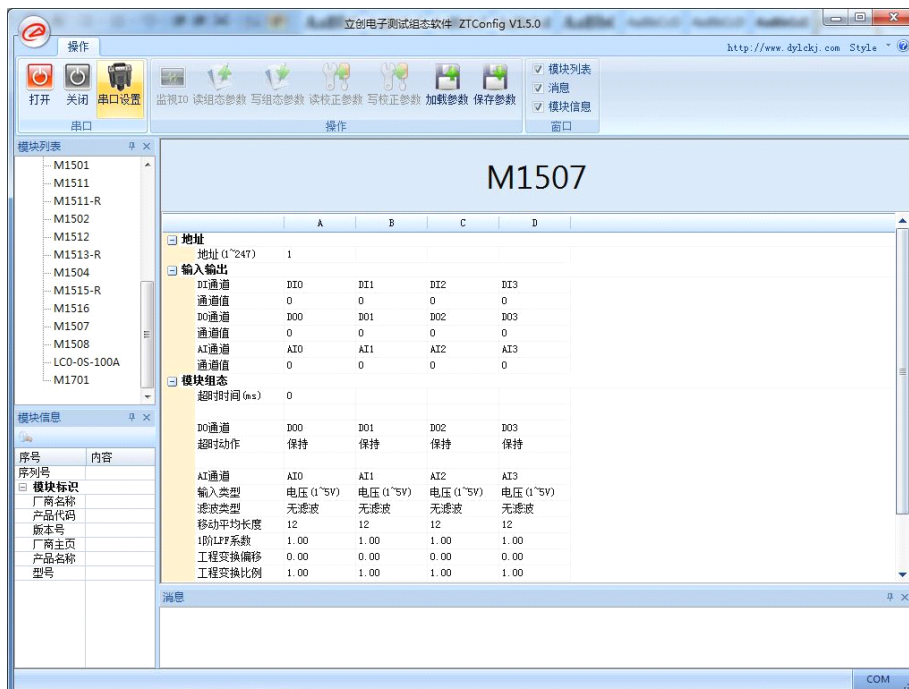 立创电子测试组态软件 ZTConfig V1.5.0
操作
http://www.dylckj.com Style
打开 关闭 串口设置
监视IO 读组态参数 写组态参数 读校正参数 写校正参数 加载参数 保存参数
模块列表
消息
模块信息
串口 操作 窗口
模块列表
M1501
M1511
M1511-R
M1502
M1512
M1513-R
M1504
M1515-R
M1516
M1507
M1508
LC0-0S-100A
M1701
模块信息
序号 内容
序列号
模块标识
厂商名称
产品代码
版本号
厂商主页
产品名称
型号
M1507
A B C D
地址
地址(1~247) 1
输入输出
DI通道 DI0 DI1 DI2 DI3
通道值 0 0 0 0
DO通道 DO0 DO1 DO2 DO3
通道值 0 0 0 0
AI通道 AI0 AI1 AI2 AI3
通道值 0 0 0 0
模块组态
超时时间(ms) 0
DO通道 DO0 DO1 DO2 DO3
超时动作 保持 保持 保持 保持
AI通道 AI0 AI1 AI2 AI3
输入类型 电压(1~5V) 电压(1~5V) 电压(1~5V) 电压(1~5V)
滤波类型 无滤波 无滤波 无滤波 无滤波
移动平均长度 12 12 12 12
1阶LPF系数 1.00 1.00 1.00 1.00
工程变换偏移 0.00 0.00 0.00 0.00
工程变换比例 1.00 1.00 1.00 1.00
消息
COM